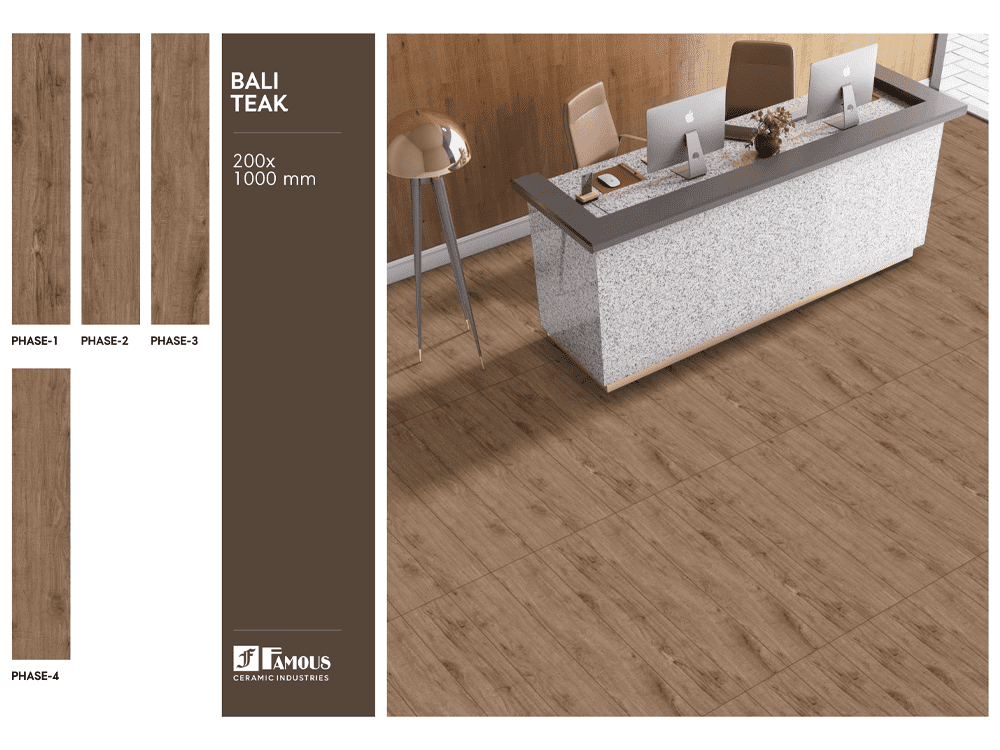 BALI
TEAK
200x
1000 mm
PHASE-1
PHASE-2
PHASE-3
PHASE-4
F FAMOUS
CERAMIC INDUSTRIES